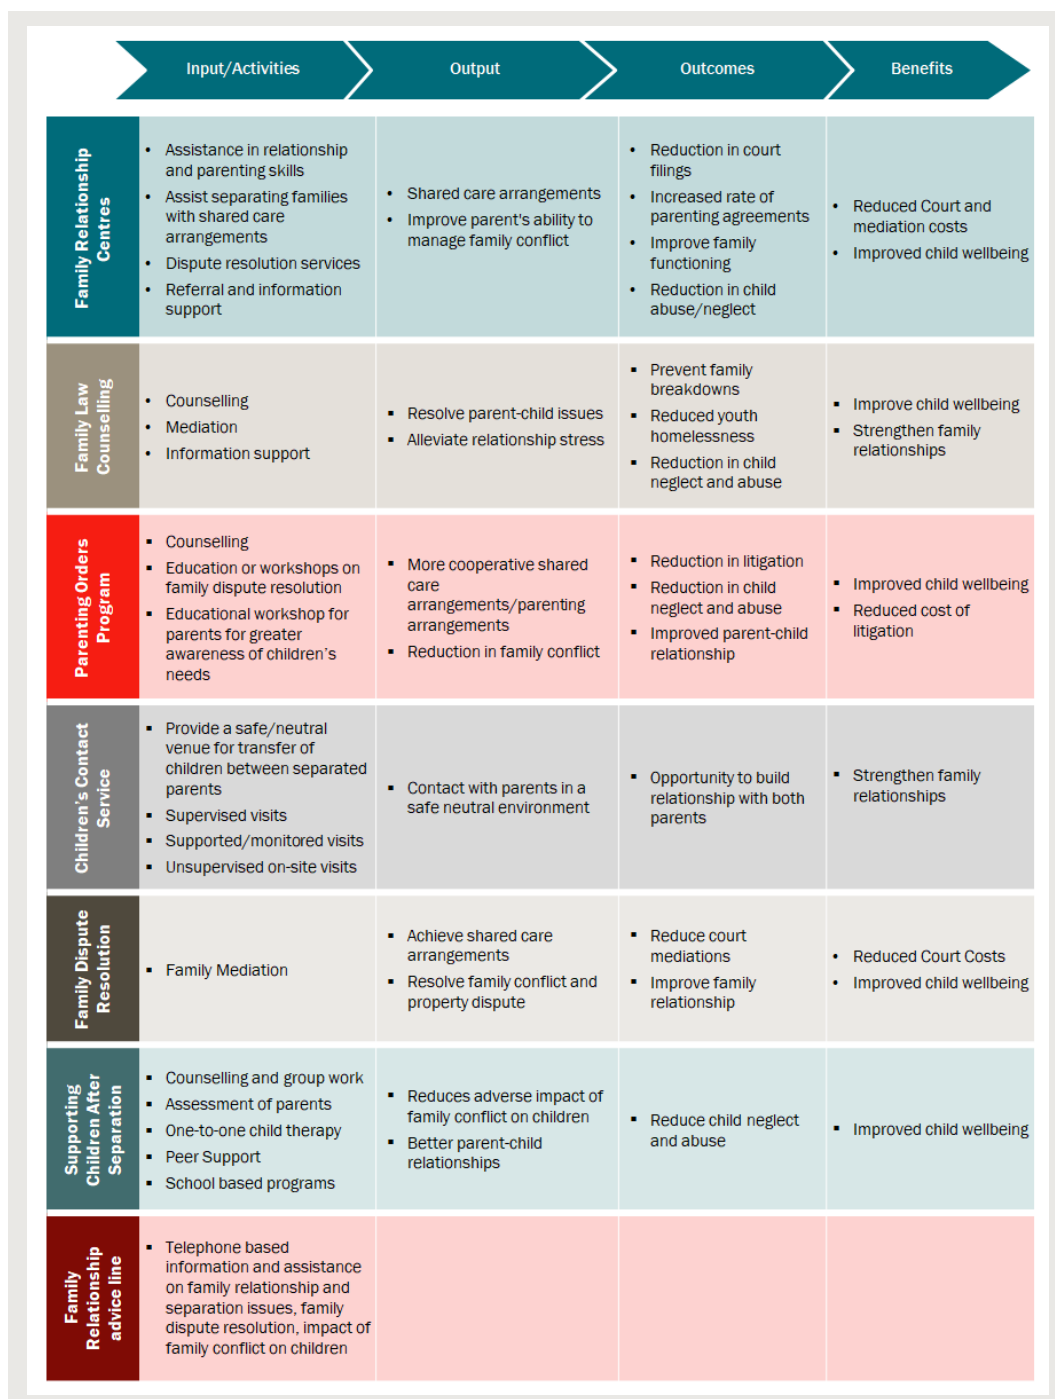 Input/Activities
Output
Outcomes
Benefits
Family Relationship
Centres
• Assistance in relationship
and parenting skills
• Assist separating families
with shared care
arrangements
• Dispute resolution services
• Referral and information
support
• Shared care arrangements
• Improve parent's ability to
manage family conflict
• Reduction in court
filings
• Increased rate of
parenting agreements
• Improve family
functioning
• Reduction in child
abuse/neglect
• Reduced Court and
mediation costs
• Improved child wellbeing
Family Law
Counselling
• Counselling
• Mediation
• Information support
▪ Resolve parent-child issues
▪ Alleviate relationship stress
▪ Prevent family
breakdowns
▪ Reduced youth
homelessness
▪ Reduction in child
neglect and abuse
▪ Improve child wellbeing
▪ Strengthen family
relationships
Parenting Orders
Program
▪ Counselling
▪ Education or workshops on
family dispute resolution
▪ Educational workshop for
parents for greater
awareness of children's
needs
▪ More cooperative shared
care
arrangements/parenting
arrangements
▪ Reduction in family conflict
▪ Reduction in litigation
▪ Reduction in child
neglect and abuse
▪ Improved parent-child
relationship
▪ Improved child wellbeing
▪ Reduced cost of
litigation
Children's Contact
Service
▪ Provide a safe/neutral
venue for transfer of
children between separated
parents
▪ Supervised visits
▪ Supported/monitored visits
▪ Unsupervised on-site visits
▪ Contact with parents in a
safe neutral environment
▪ Opportunity to build
relationship with both
parents
▪ Strengthen family
relationships
Family Dispute
Resolution
▪ Family Mediation
▪ Achieve shared care
arrangements
▪ Resolve family conflict and
property dispute
▪ Reduce court
mediations
▪ Improve family
relationship
• Reduced Court Costs
• Improved child wellbeing
Supporting
Children After
Separation
▪ Counselling and group work
▪ Assessment of parents
▪ One-to-one child therapy
▪ Peer Support
▪ School based programs
▪ Reduces adverse impact of
family conflict on children
▪ Better parent-child
relationships
▪ Reduce child neglect
and abuse
▪ Improved child wellbeing
Family
Relationship
advice line
▪ Telephone based
information and assistance
on family relationship and
separation issues, family
dispute resolution, impact of
family conflict on children